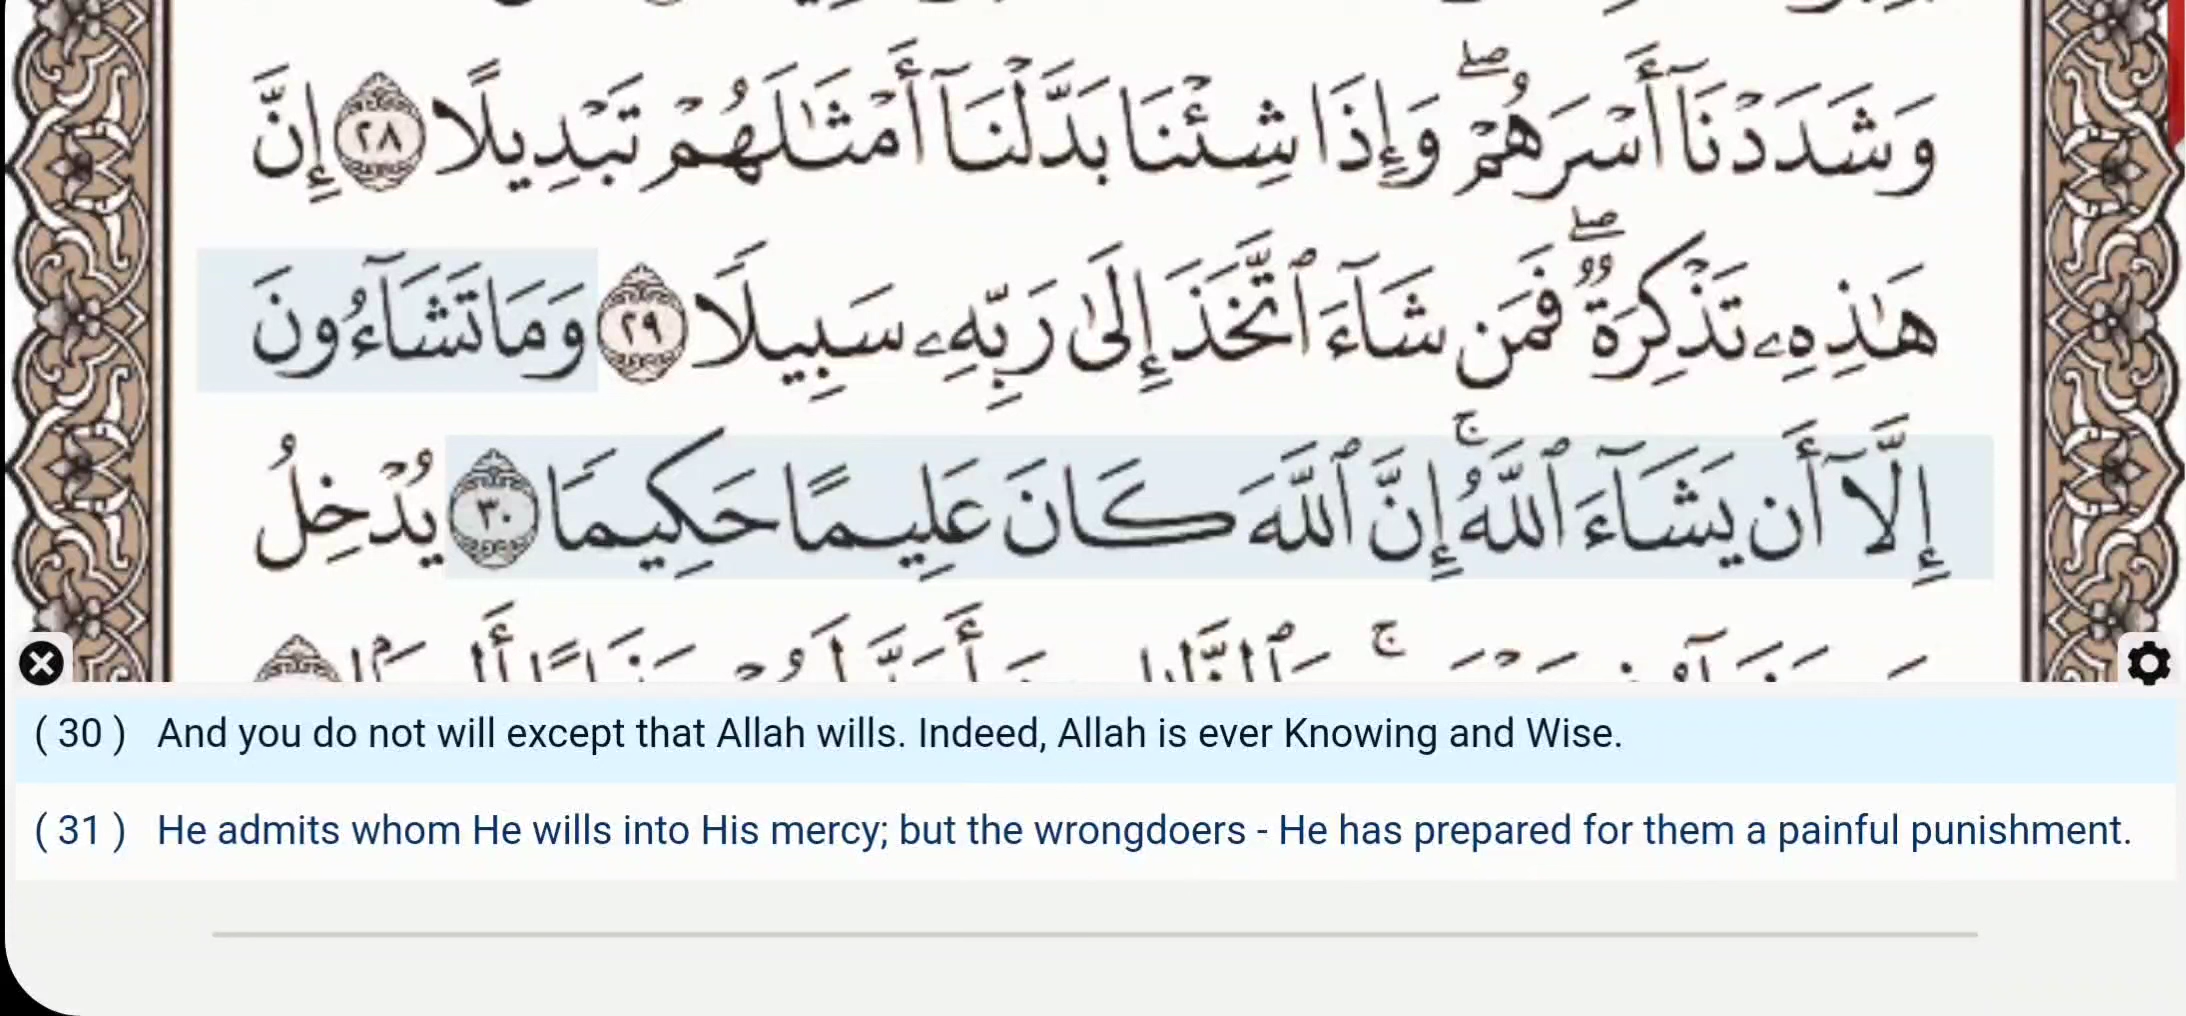 وَشَدَدْنَآ أَسْرَهُمْ ۖ وَإِذَا شِئْنَا بَدَّلْنَآ أَمْثَـٰلَهُمْ تَبْدِيلًا ٢٨ إِنَّ
هَـٰذِهِۦ تَذْكِرَةٌ ۖ فَمَن شَآءَ ٱتَّخَذَ إِلَىٰ رَبِّهِۦ سَبِيلًا ٢٩ وَمَا تَشَآءُونَ
إِلَّآ أَن يَشَآءَ ٱللَّهُ ۚ إِنَّ ٱللَّهَ كَانَ عَلِيمًا حَكِيمًا ٣٠ يُدْخِلُ
( 30 ) And you do not will except that Allah wills. Indeed, Allah is ever Knowing and Wise.
( 31 ) He admits whom He wills into His mercy; but the wrongdoers - He has prepared for them a painful punishment.